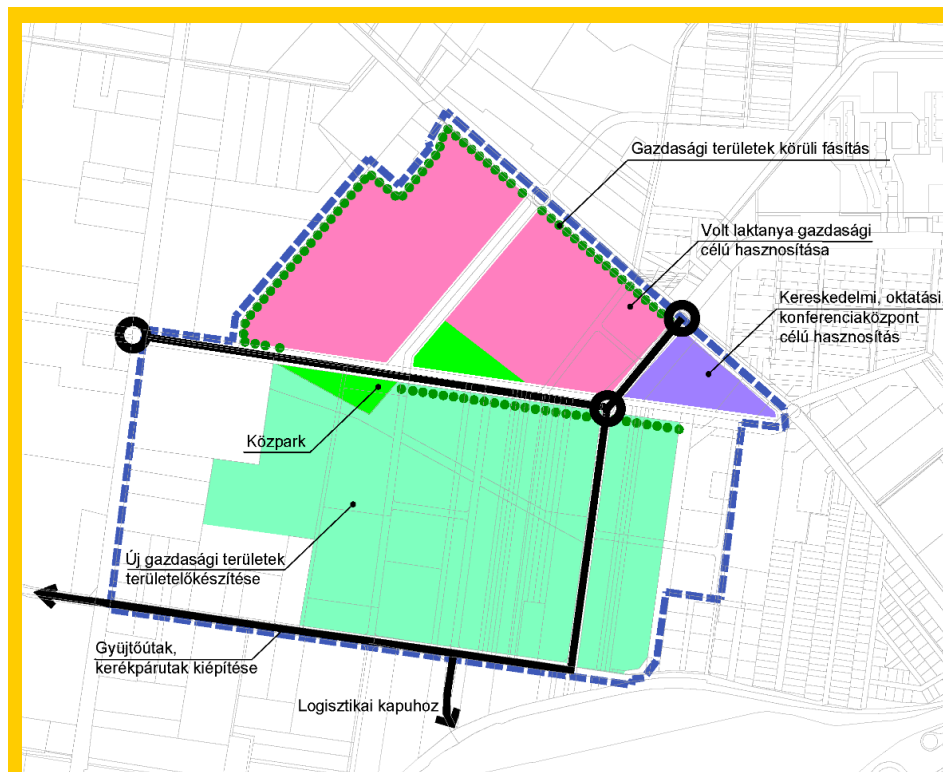 Gazdasági területek körüli fásítás
Volt laktanya gazdasági
célú hasznosítása
Kereskedelmi, oktatási,
konferenciaközpont
célú hasznosítás
Közpark
Új gazdasági területek
területelőkészítése
Gyüjtőútak,
kerékpárutak kiépítése
Logisztikai kapuhoz